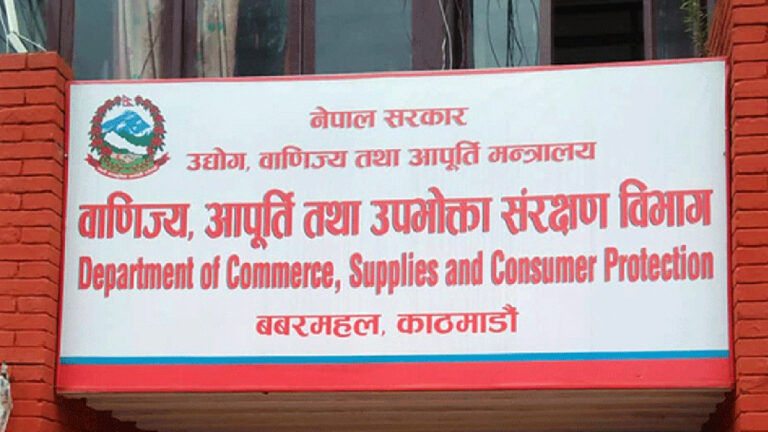 नेपाल सरकार
उद्योग, वाणिज्य तथा आपूर्ति मन्त्रालय
वाणिज्य, आपूर्ति तथा उपभोक्ता संरक्षण विभाग
Department of Commerce, Supplies and Consumer Protection
बबरमहल, काठमाडौं